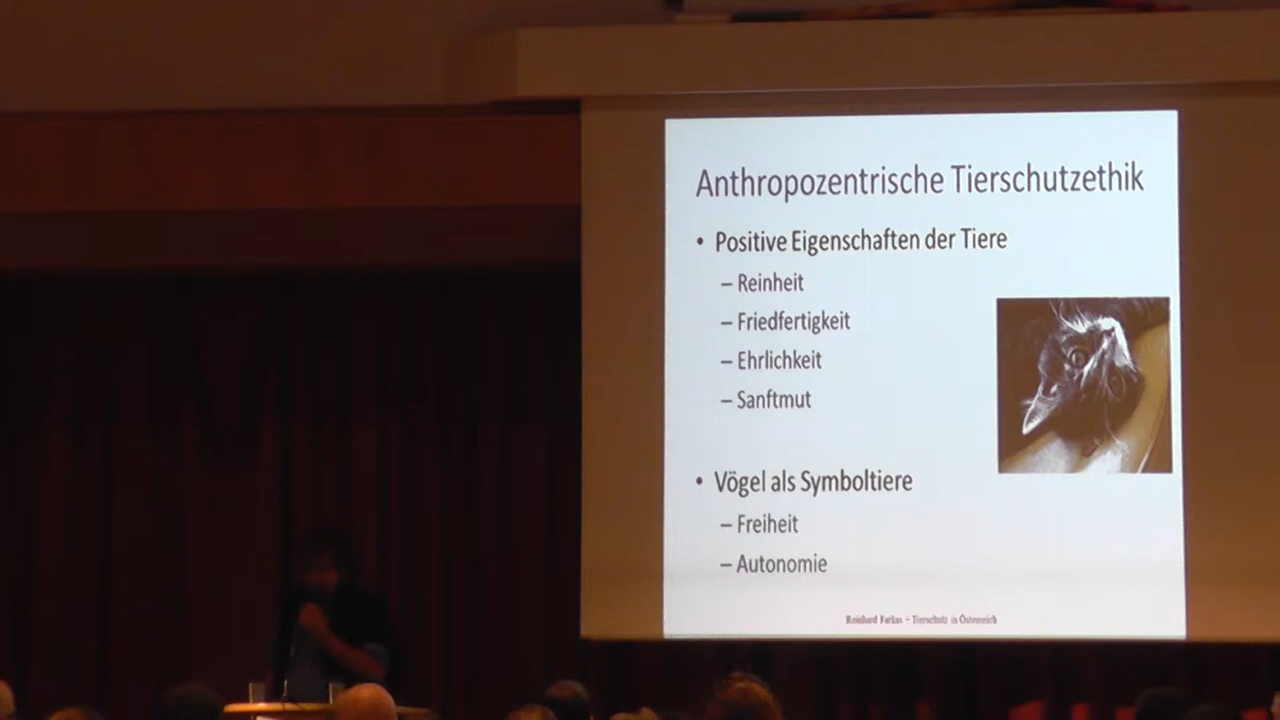 Anthropozentrische Tierschutzethik
• Positive Eigenschaften der Tiere
– Reinheit
– Friedfertigkeit
– Ehrlichkeit
– Sanftmut
• Vögel als Symboltiere
– Freiheit
– Autonomie
Reinhard Farkas – Tierschutz in Österreich